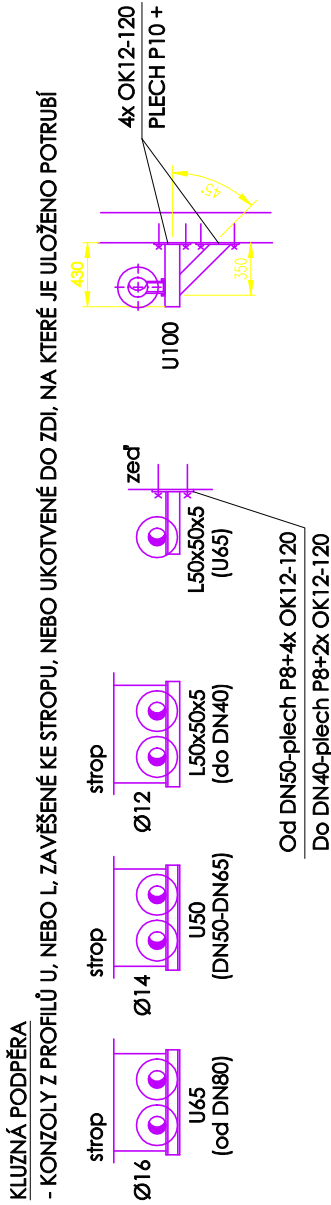 KLUZNÁ PODPĚRA
- KONZOLY Z PROFILŮ U, NEBO L, ZAVĚŠENÉ KE STROPU, NEBO UKOTVENÉ DO ZDI, NA KTERÉ JE ULOŽENO POTRUBÍ
strop
Ø16
U65
(od DN80)
strop
Ø14
U50
(DN50-DN65)
strop
Ø12
L50x50x5
(do DN40)
zeď
L50x50x5
(U65)
Od DN50-plech P8+4x OK12-120
Do DN40-plech P8+2x OK12-120
430
U100
350
45°
4x OK12-120
PLECH P10 +